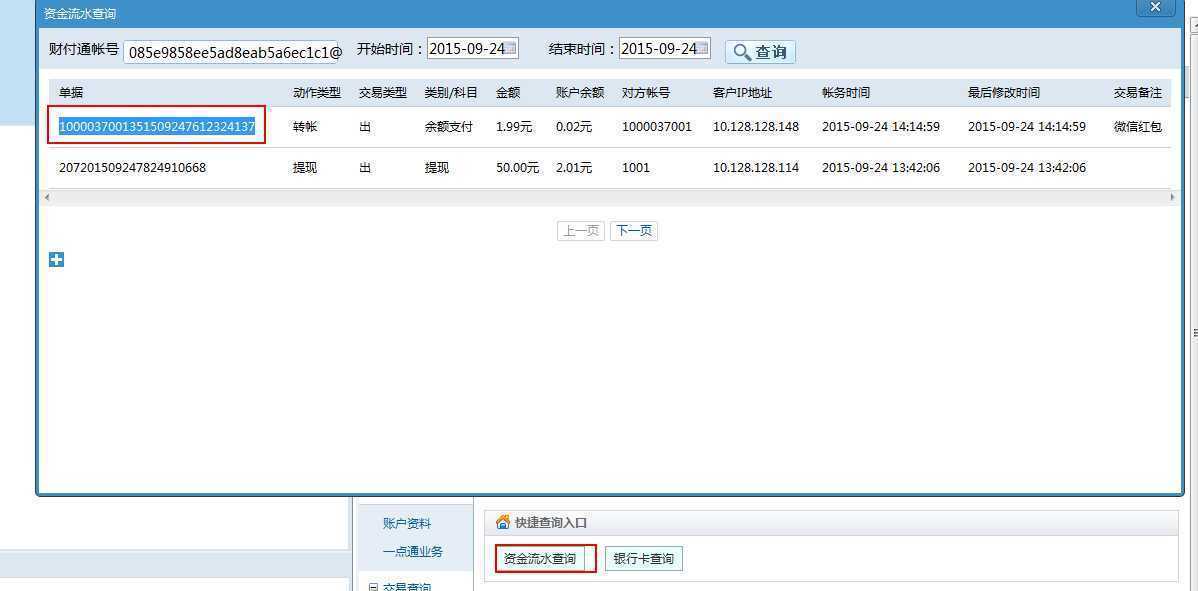 资金流水查询
财付通帐号 085e9858ee5ad8eab5a6ec1c1@ 开始时间： 2015-09-24 结束时间： 2015-09-24 查询
单据 动作类型 交易类型 类别/科目 金额 账户余额 对方帐号 客户IP地址 帐务时间 最后修改时间 交易备注
1000037001351509247612324137 转帐 出 余额支付 1.99元 0.02元 1000037001 10.128.128.148 2015-09-24 14:14:59 2015-09-24 14:14:59 微信红包
207201509247824910668 提现 出 提现 50.00元 2.01元 1001 10.128.128.114 2015-09-24 13:42:06 2015-09-24 13:42:06
上一页 下一页
账户资料
快捷查询入口
一点通业务
资金流水查询 银行卡查询
交易查询